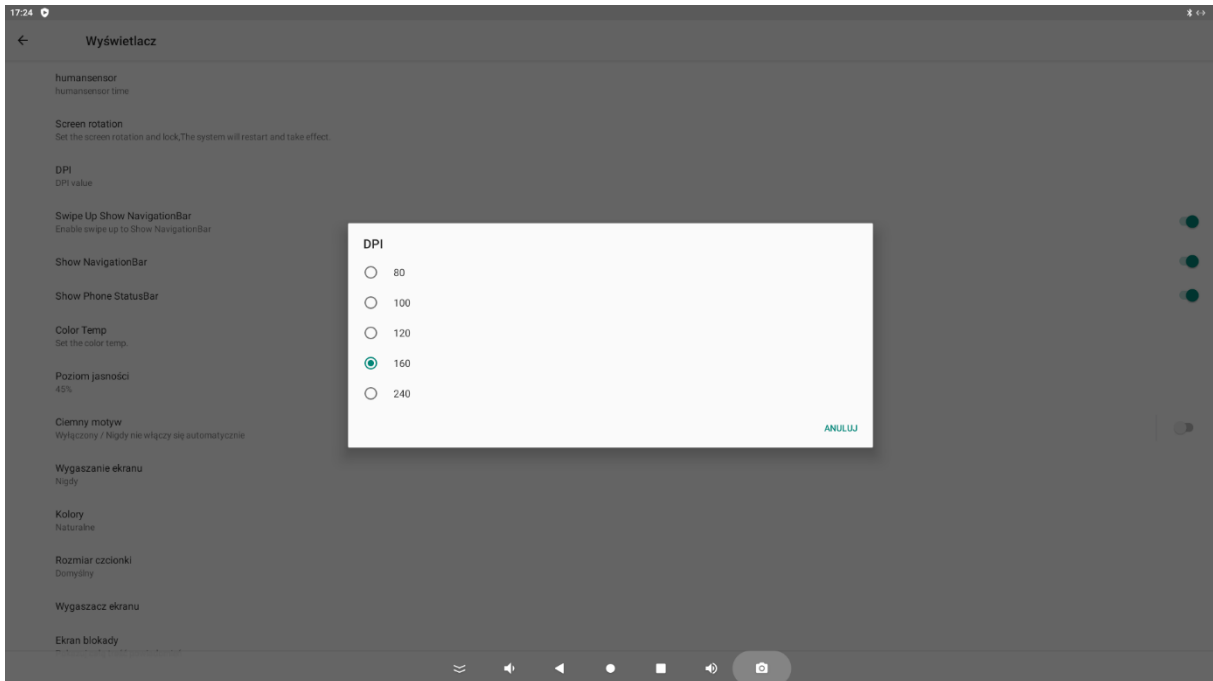 17:24
Wyświetlacz
humansensor
humansensor time
Screen rotation
Set the screen rotation and lock,The system will restart and take effect.
DPI
DPI value
Swipe Up Show NavigationBar
Enable swipe up to Show NavigationBar
Show NavigationBar
Show Phone StatusBar
Color Temp
Set the color temp.
Poziom jasności
45%
Ciemny motyw
Wyłączony / Nigdy nie włączy się automatycznie
Wygaszanie ekranu
Nigdy
Kolory
Naturalne
Rozmiar czcionki
Domyślny
Wygaszacz ekranu
Ekran blokady
DPI
80
100
120
160
240
ANULUJ